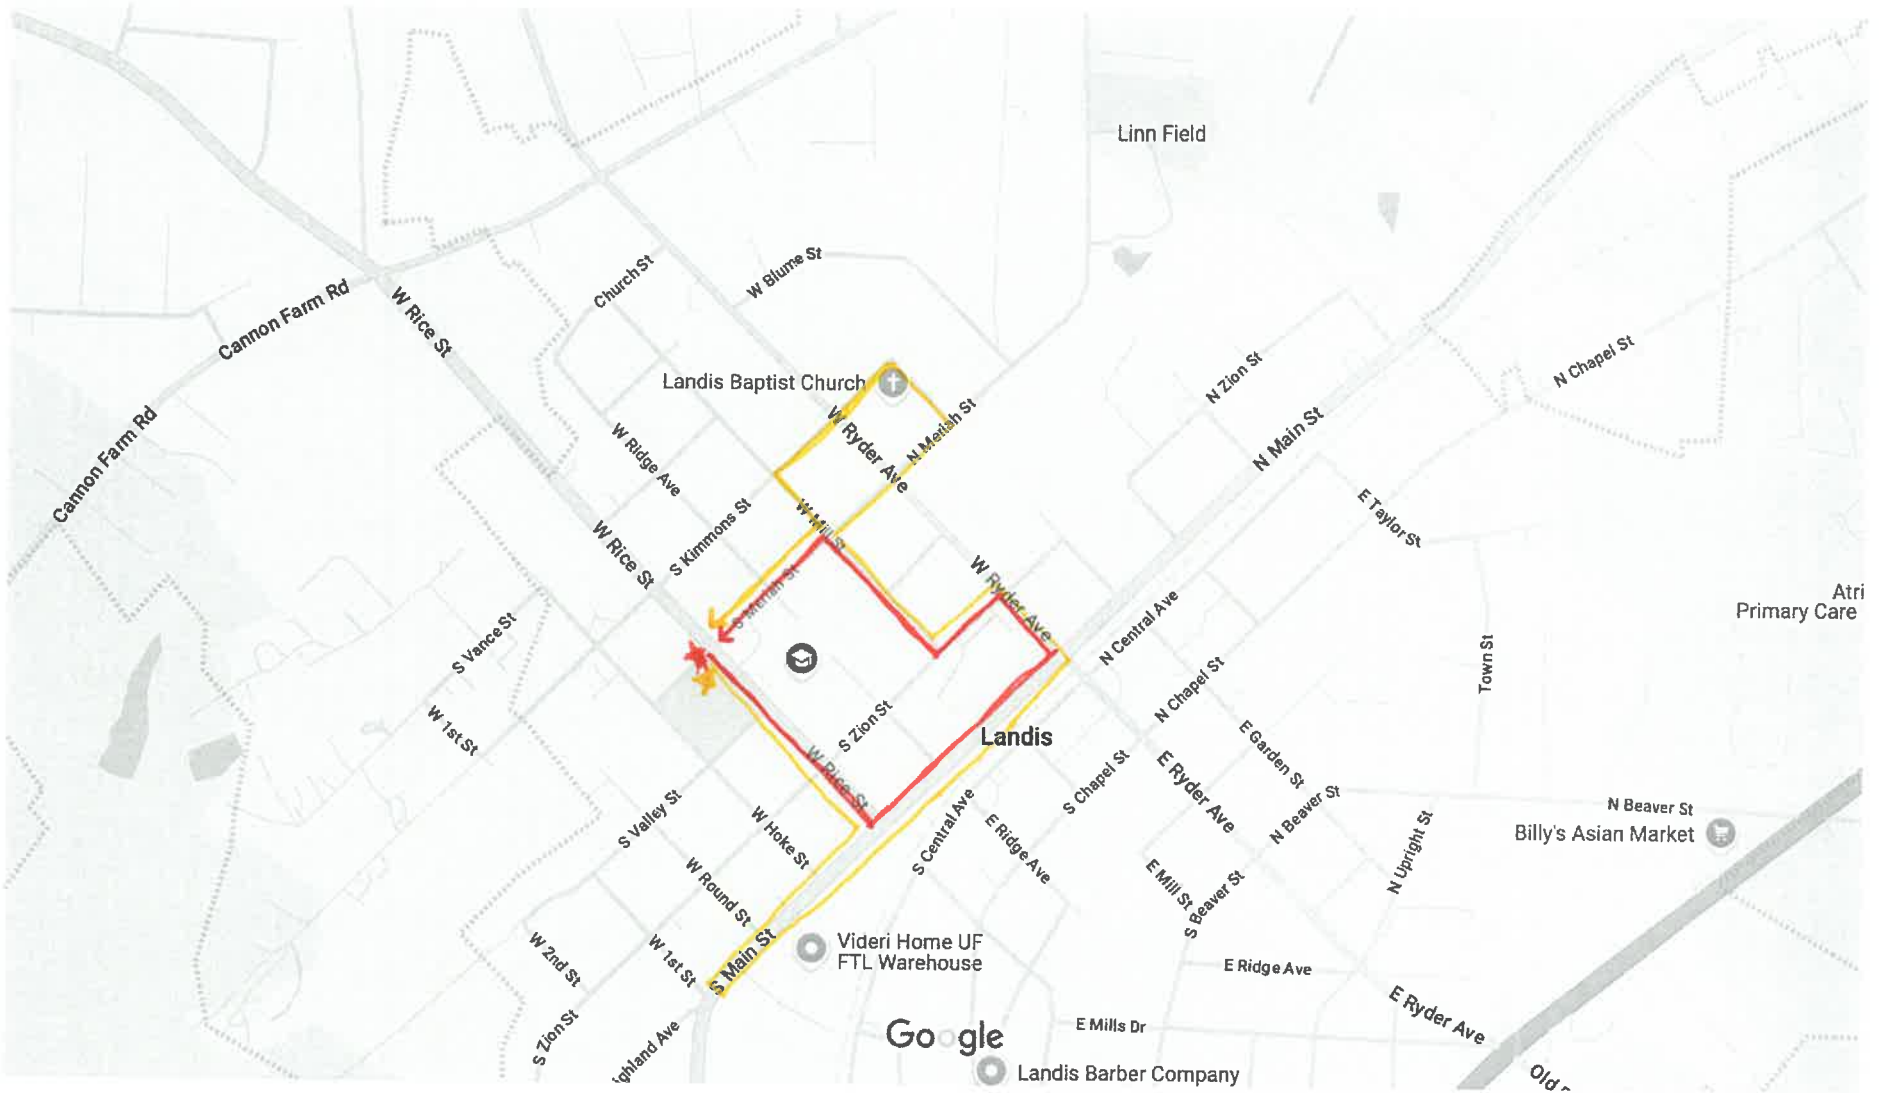 Linn Field
W Blume St
Church St
Cannon Farm Rd
W Rice St
N Zion St
N Chapel St
Landis Baptist Church
Cannon Farm Rd
W Ryder Ave
N Meriah St
N Main St
W Ridge Ave
W Mill St
E Taylor St
S Kimmons St
W Rice St
W Ryder Ave
S Meriah St
N Central Ave
Atri
Primary Care
S Vance St
Town St
N Chapel St
W 1st St
S Zion St
Landis
E Garden St
W Rice St
S Chapel St
E Ryder Ave
N Beaver St
N Beaver St
S Valley St
W Hoke St
S Central Ave
E Ridge Ave
N Upright St
Billy's Asian Market
W Round St
E Mill St
S Beaver St
W 2nd St
W 1st St
S Main St
Videri Home UF
FTL Warehouse
E Ridge Ave
S Zion St
ighland Ave
Google
E Mills Dr
E Ryder Ave
Landis Barber Company
Old